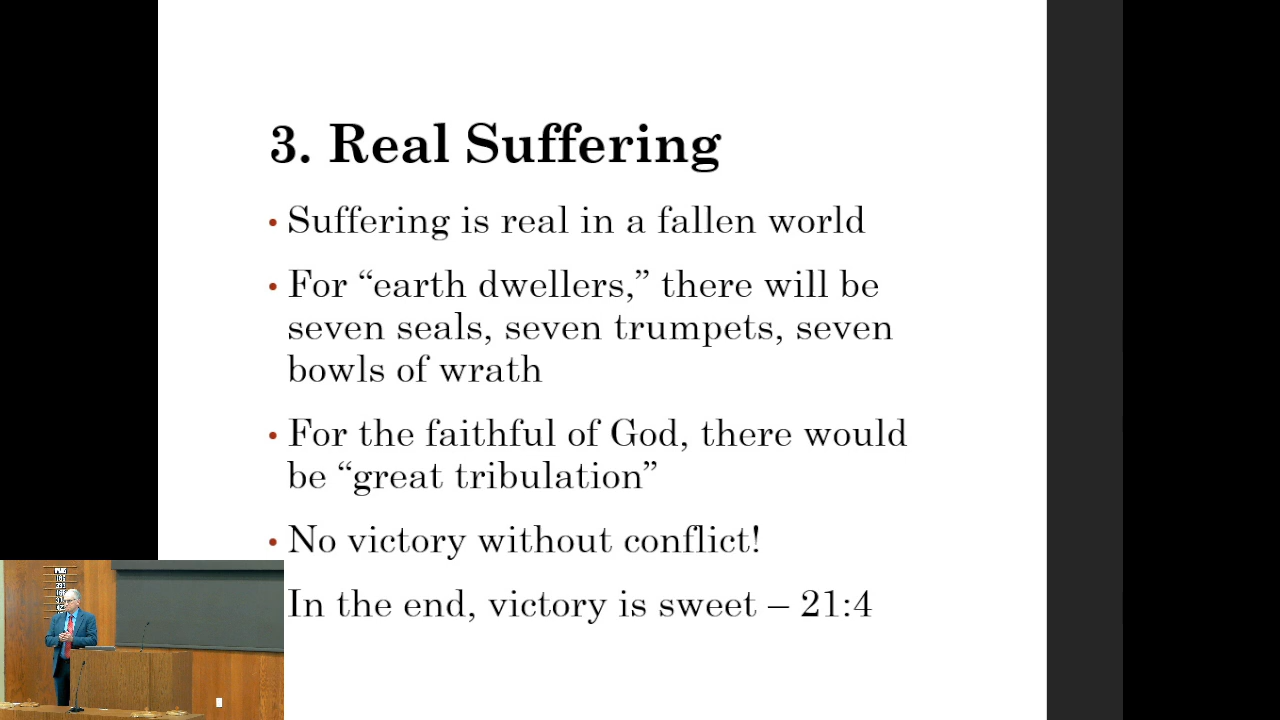 3. Real Suffering
• Suffering is real in a fallen world
• For “earth dwellers,” there will be
seven seals, seven trumpets, seven
bowls of wrath
• For the faithful of God, there would
be “great tribulation”
• No victory without conflict!
In the end, victory is sweet – 21:4